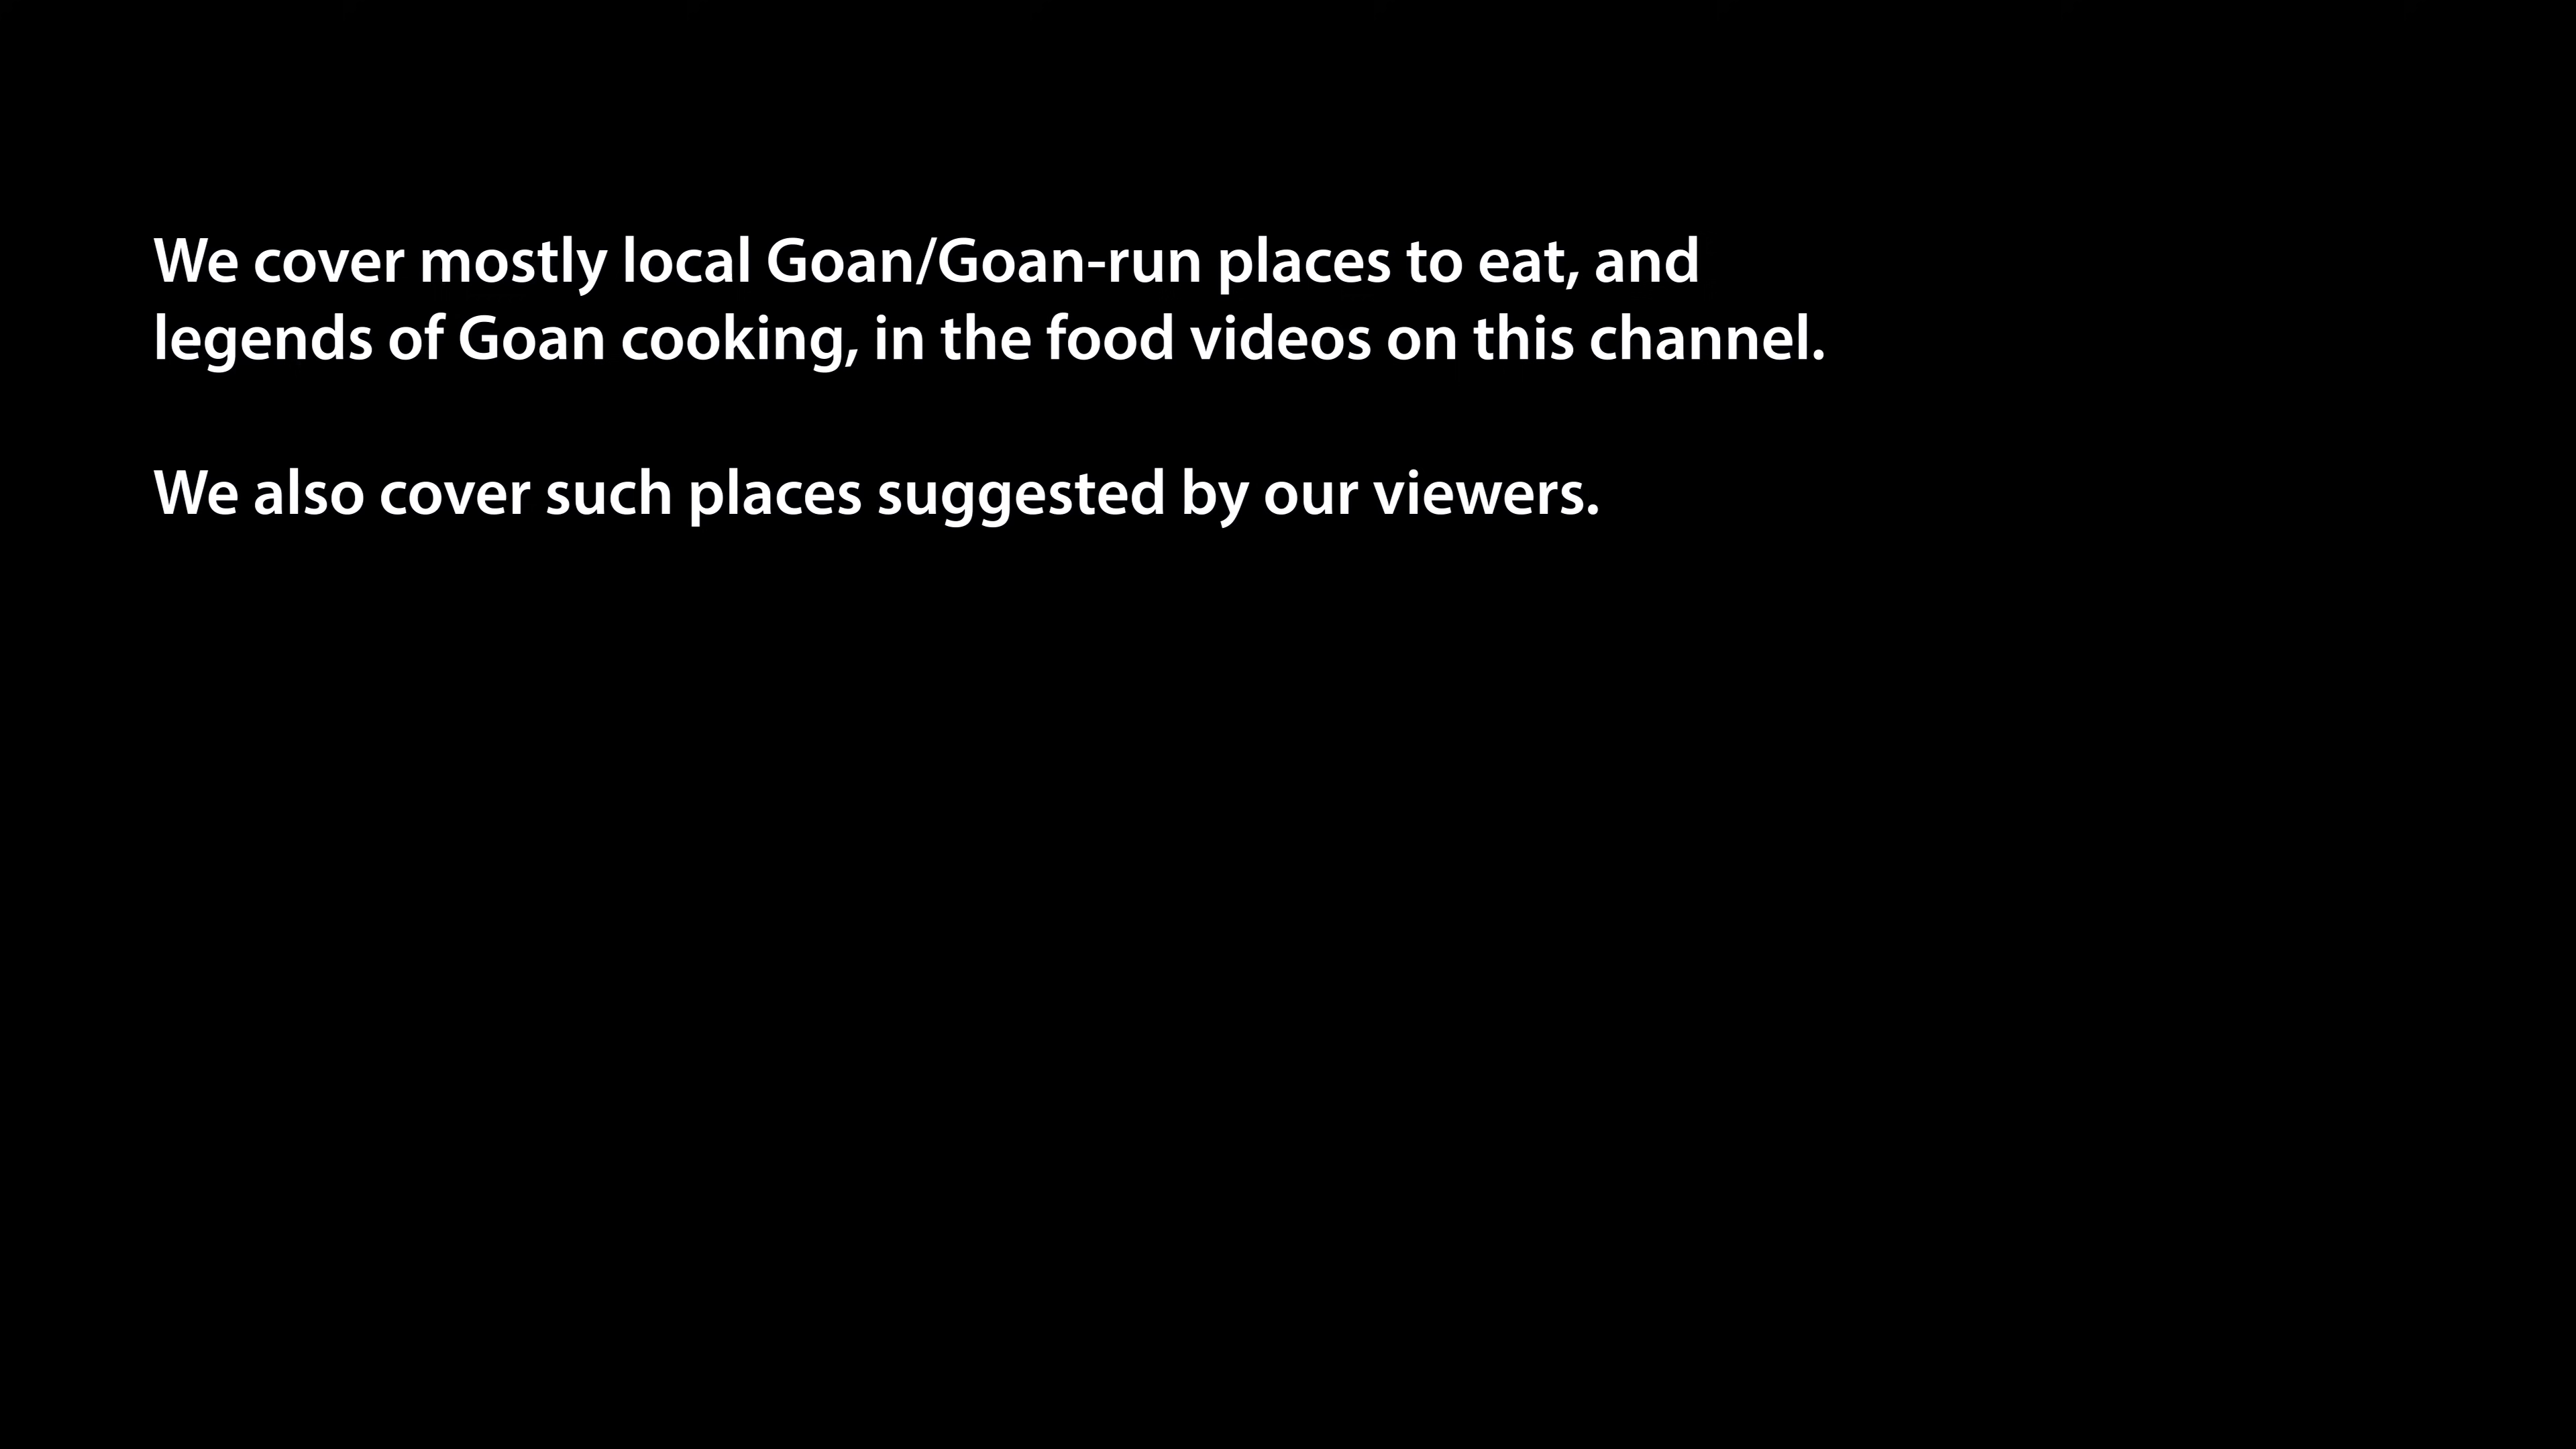 We cover mostly local Goan/Goan-run places to eat, and
legends of Goan cooking, in the food videos on this channel.
We also cover such places suggested by our viewers.